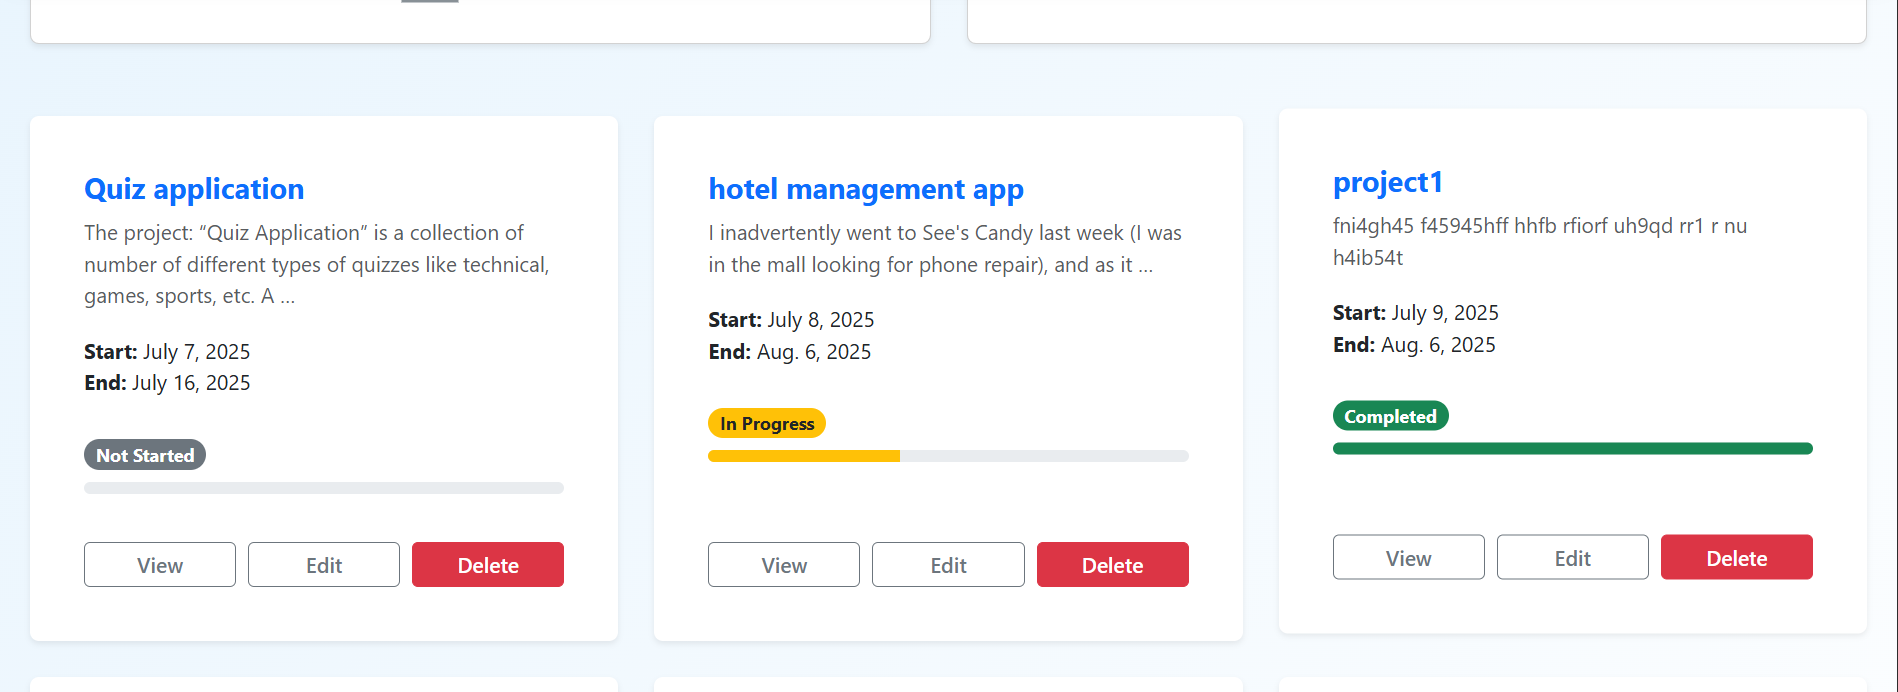 Quiz application
The project: “Quiz Application” is a collection of
number of different types of quizzes like technical,
games, sports, etc. A ...
Start: July 7, 2025
End: July 16, 2025
Not Started
View Edit Delete
hotel management app
I inadvertently went to See's Candy last week (I was
in the mall looking for phone repair), and as it ...
Start: July 8, 2025
End: Aug. 6, 2025
In Progress
View Edit Delete
project1
fni4gh45 f45945hff hhfb rfiorf uh9qd rr1 r nu
h4ib54t
Start: July 9, 2025
End: Aug. 6, 2025
Completed
View Edit Delete